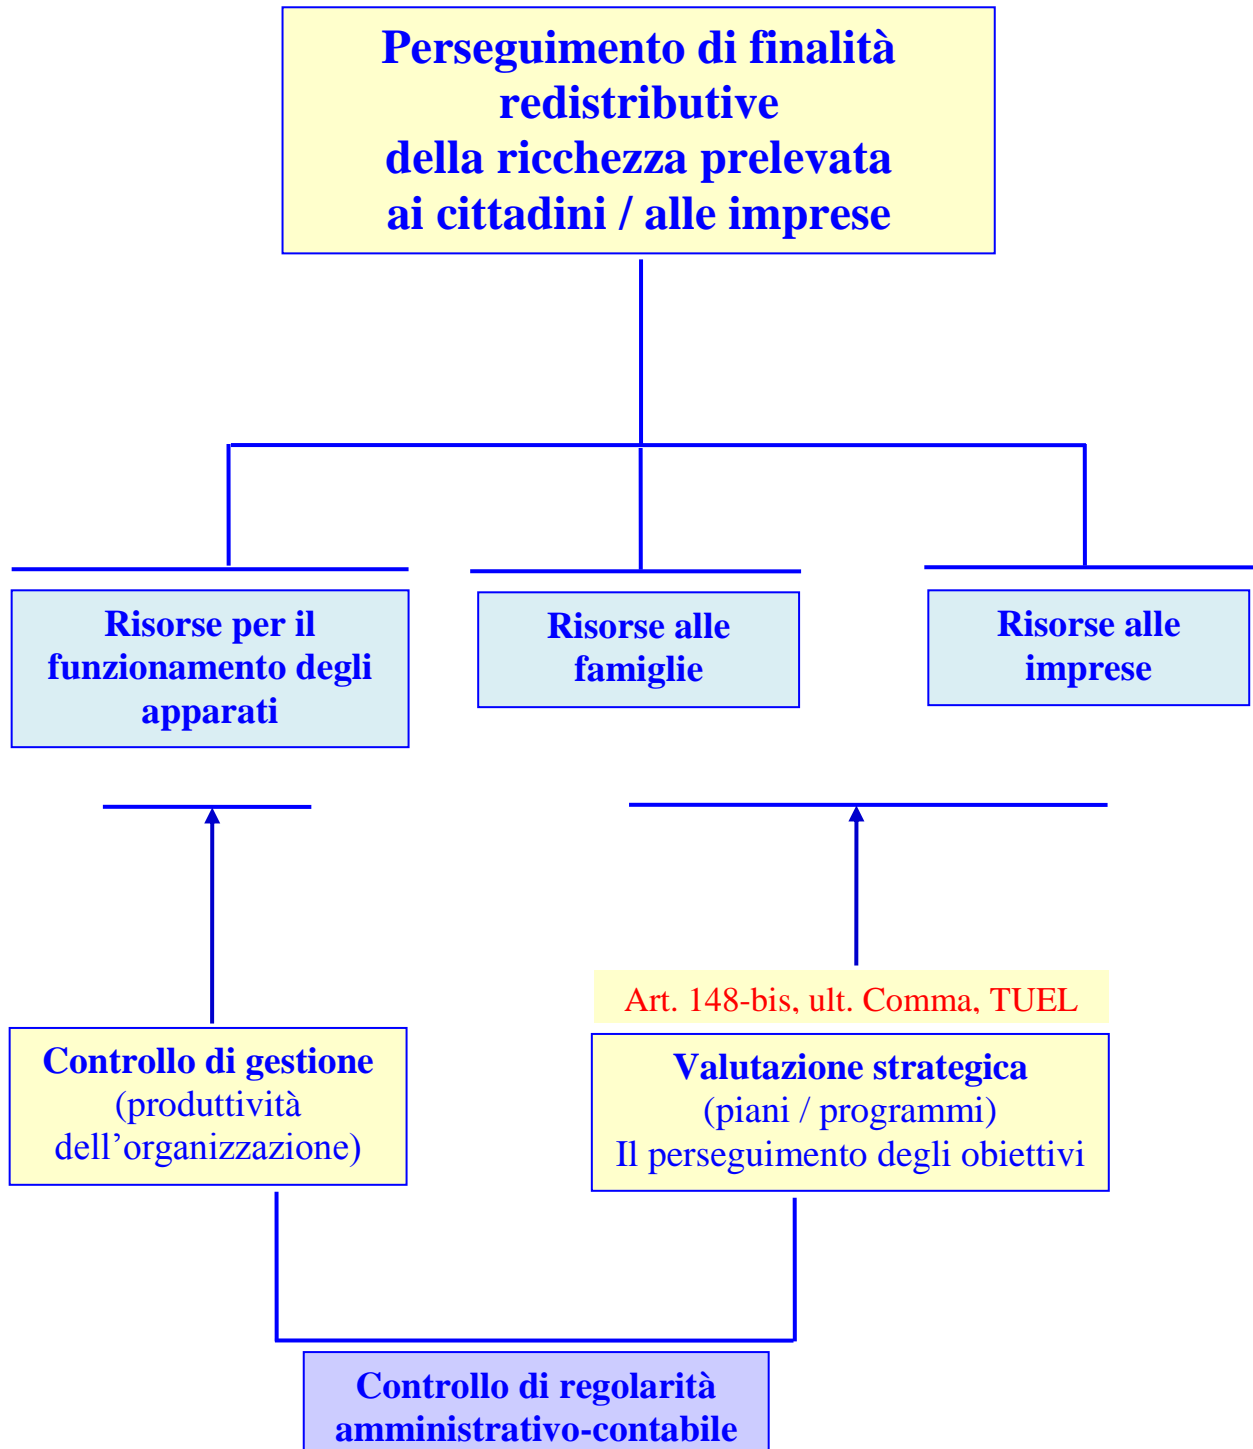 Perseguimento di finalità
redistributive
della ricchezza prelevata
ai cittadini / alle imprese
Risorse per il
funzionamento degli
apparati
Risorse alle
famiglie
Risorse alle
imprese
Art. 148-bis, ult. Comma, TUEL
Controllo di gestione
(produttività
dell’organizzazione)
Valutazione strategica
(piani / programmi)
Il perseguimento degli obiettivi
Controllo di regolarità
amministrativo-contabile